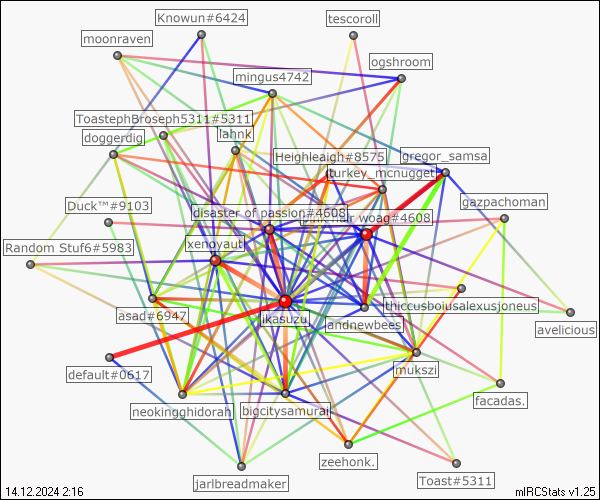 Knowun#6424
tescoroll
moonraven
ogshroom
mingus4742
ToastephBroseph5311#5311
doggerdig
lahnk
Heighleaigh#8575
gregor_samsa
turkey_mcnugget
Duck™#9103
disaster of passion#4608
woag#4608
gazpachoman
xenoyaut
Random Stuf6#5983
thiccusboiusalexusjoneus
asad#6947
ikasuzu
andnewbees
avelicious
default#0617
mukszi
neokingghidorah
bigcitysamurai
facadas.
zeehonk.
jarlbreadmaker
Toast#5311
14.12.2024 2:16
mIRCStats v1.25